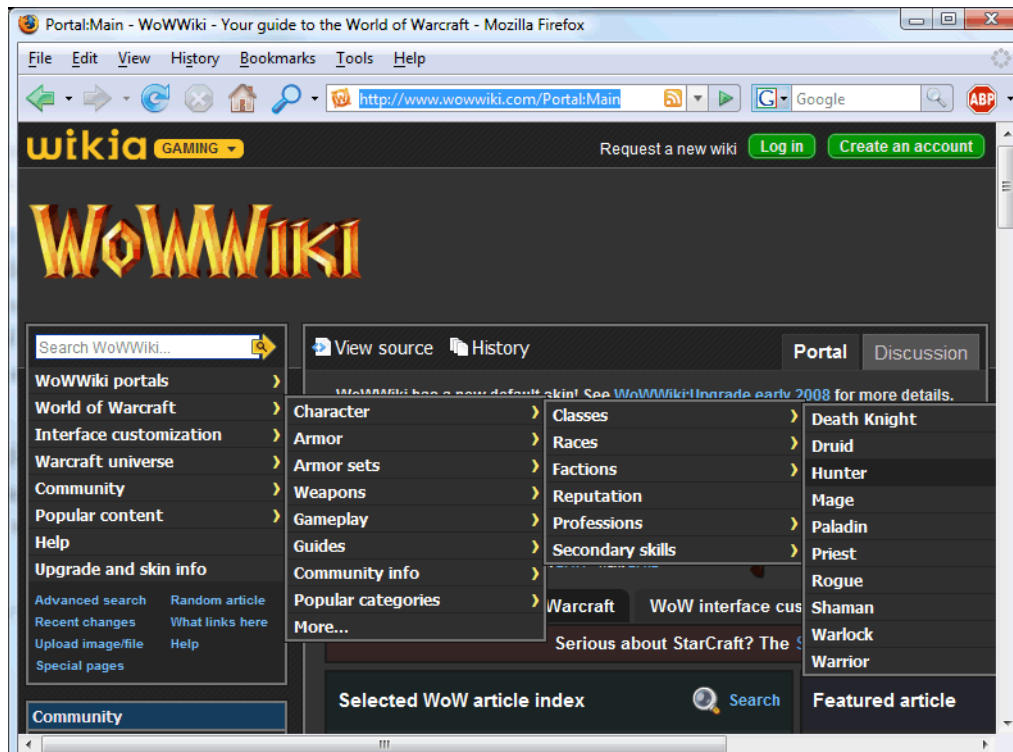 Portal:Main - WoWWiki - Your guide to the World of Warcraft - Mozilla Firefox
File Edit View History Bookmarks Tools Help
http://www.wowwiki.com/Portal:Main G Google ABP
wikia GAMING Request a new wiki Log in Create an account
WoWWiki
Search WoWWiki...
WoWWiki portals
World of Warcraft
Interface customization
Warcraft universe
Community
Popular content
Help
Upgrade and skin info
Advanced search Random article
Recent changes What links here
Upload image/file Help
Special pages
Community
View source History Portal Discussion
WoWWiki has a new default skin! See WoWWiki:Upgrade early 2008 for more details.
Character
Armor
Armor sets
Weapons
Gameplay
Guides
Community info
Popular categories
More...
Classes
Races
Factions
Reputation
Professions
Secondary skills
Death Knight
Druid
Hunter
Mage
Paladin
Priest
Rogue
Shaman
Warlock
Warrior
Warcraft WoW interface cus
Serious about StarCraft? The
Selected WoW article index Search
Featured article